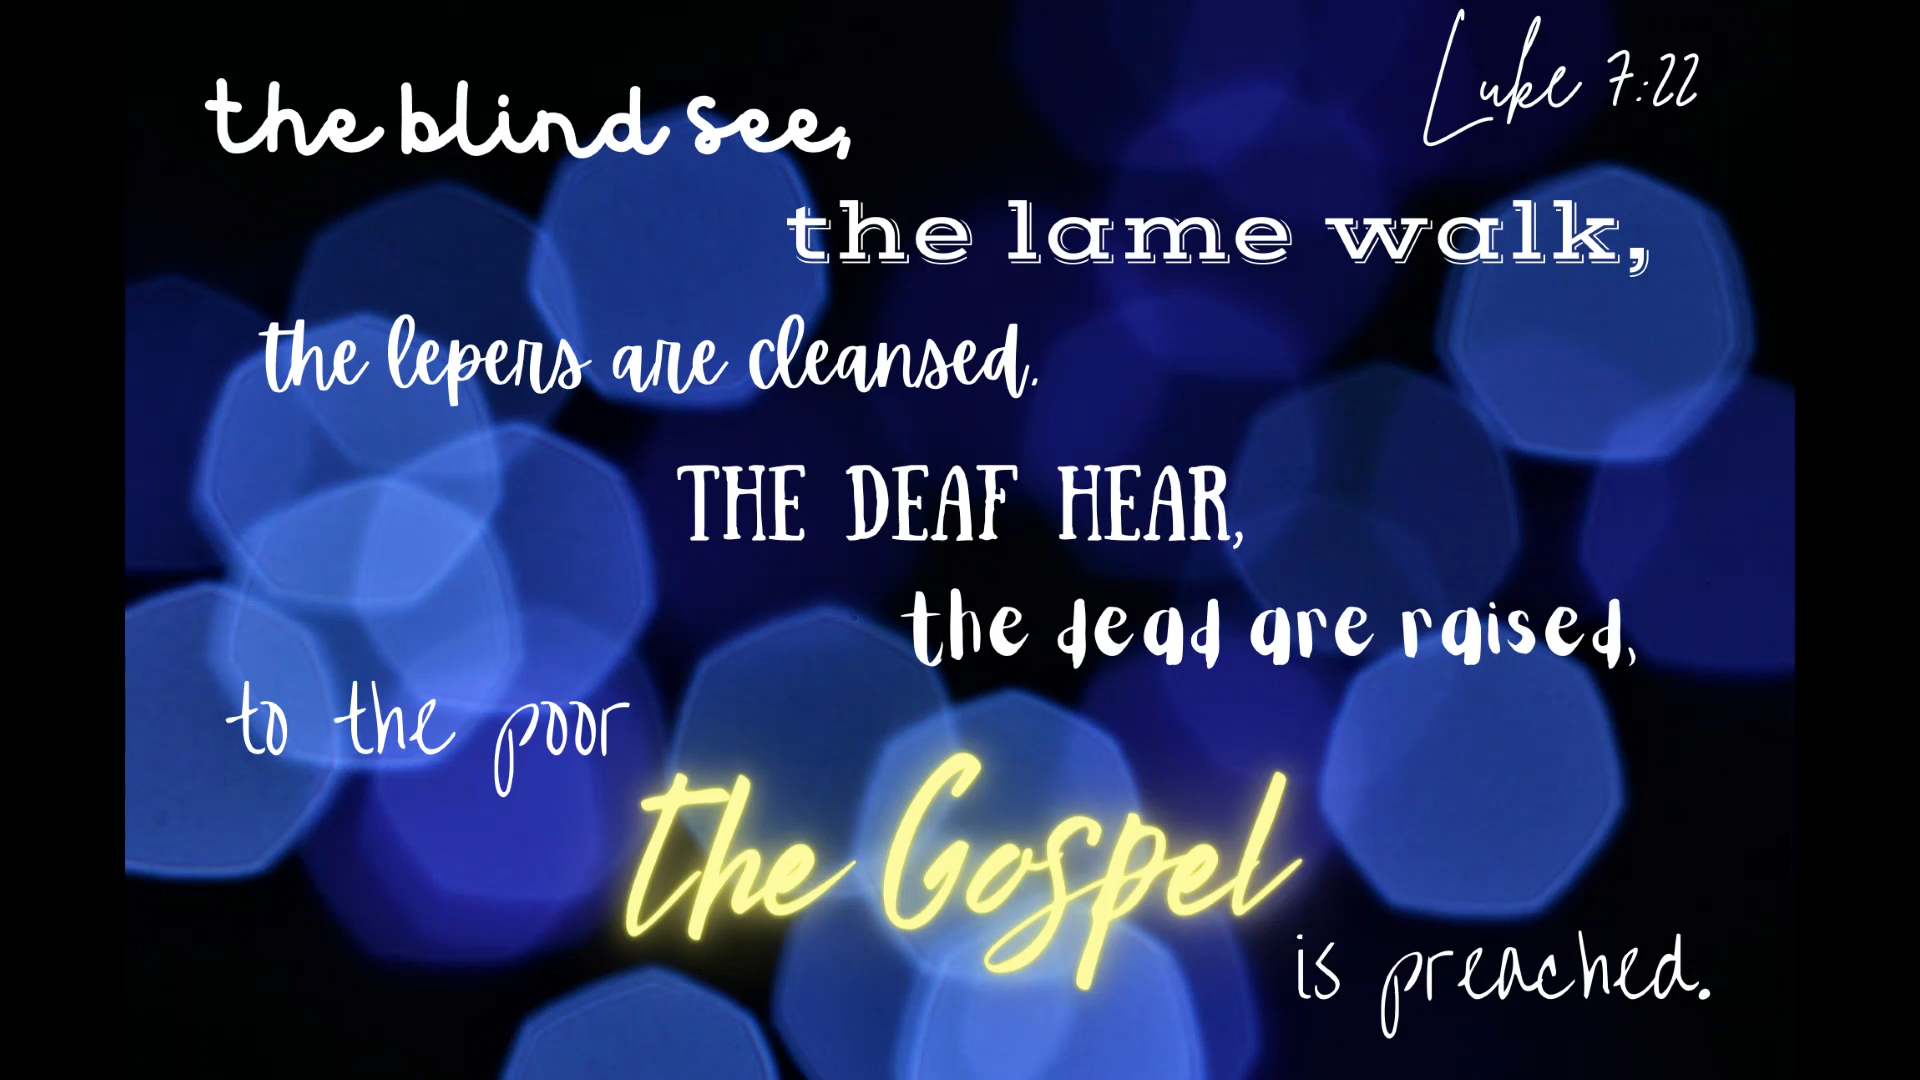 Luke 7:22
the blind see,
the lame walk,
the lepers are cleansed.
THE DEAF HEAR,
the dead are raised,
to the poor
the Gospel
is preached.